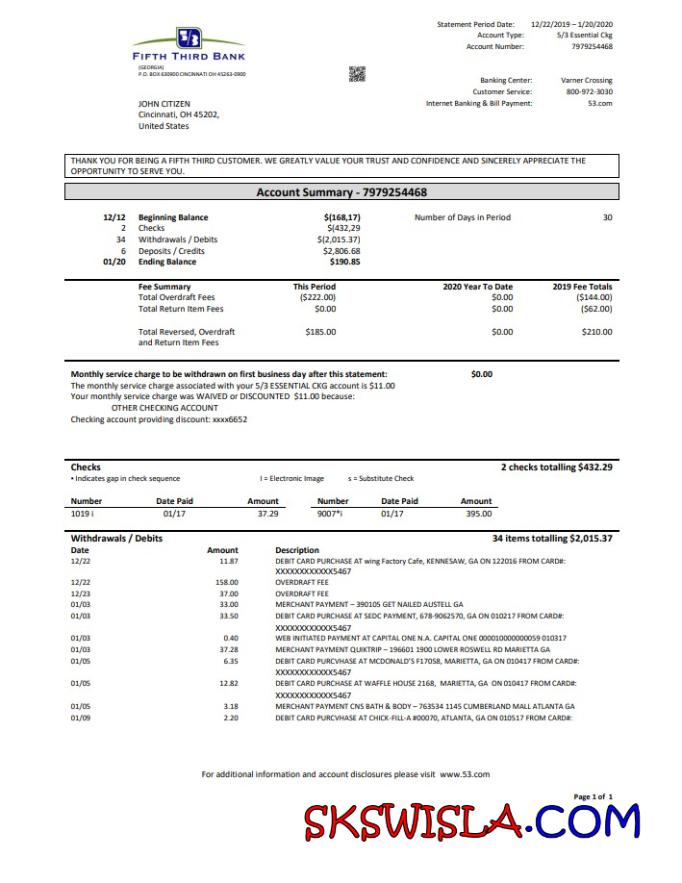 Statement Period Date: 12/22/2019 – 1/20/2020
Account Type: 5/3 Essential Ckg
Account Number: 7979254468
FIFTH THIRD BANK
(GEORGIA)
P.O. BOX 630900 CINCINNATI OH 45263-0900
Banking Center: Varner Crossing
Customer Service: 800-972-3030
Internet Banking & Bill Payment: 53.com
JOHN CITIZEN
Cincinnati, OH 45202,
United States
THANK YOU FOR BEING A FIFTH THIRD CUSTOMER. WE GREATLY VALUE YOUR TRUST AND CONFIDENCE AND SINCERELY APPRECIATE THE
OPPORTUNITY TO SERVE YOU.
Account Summary - 7979254468
12/12 Beginning Balance $(168,17) Number of Days in Period 30
2 Checks $(432,29
34 Withdrawals / Debits $(2,015.37)
6 Deposits / Credits $2,806.68
01/20 Ending Balance $190.85
Fee Summary This Period 2020 Year To Date 2019 Fee Totals
Total Overdraft Fees ($222.00) $0.00 ($144.00)
Total Return Item Fees $0.00 $0.00 ($62.00)
Total Reversed, Overdraft $185.00 $0.00 $210.00
and Return Item Fees
Monthly service charge to be withdrawn on first business day after this statement: $0.00
The monthly service charge associated with your 5/3 ESSENTIAL CKG account is $11.00
Your monthly service charge was WAIVED or DISCOUNTED $11.00 because:
OTHER CHECKING ACCOUNT
Checking account providing discount: xxxx6652
Checks 2 checks totalling $432.29
• Indicates gap in check sequence I = Electronic Image s = Substitute Check
Number Date Paid Amount Number Date Paid Amount
1019 i 01/17 37.29 9007*i 01/17 395.00
Withdrawals / Debits 34 items totalling $2,015.37
Date Amount Description
12/22 11.87 DEBIT CARD PURCHASE AT wing Factory Cafe, KENNESAW, GA ON 122016 FROM CARD#:
XXXXXXXXXXXX5467
12/22 158.00 OVERDRAFT FEE
12/23 37.00 OVERDRAFT FEE
01/03 33.00 MERCHANT PAYMENT – 390105 GET NAILED AUSTELL GA
01/03 33.50 DEBIT CARD PURCHASE AT SEDC PAYMENT, 678-9062570, GA ON 010217 FROM CARD#:
XXXXXXXXXXXX5467
01/03 0.40 WEB INITIATED PAYMENT AT CAPITAL ONE N.A. CAPITAL ONE 000010000000059 010317
01/03 37.28 MERCHANT PAYMENT QUIKTRIP – 196601 1900 LOWER ROSWELL RD MARIETTA GA
01/05 6.35 DEBIT CARD PURCVHASE AT MCDONALD'S F17058, MARIETTA, GA ON 010417 FROM CARD#:
XXXXXXXXXXXX5467
01/05 12.82 DEBIT CARD PURCHASE AT WAFFLE HOUSE 2168, MARIETTA, GA ON 010417 FROM CARD#:
XXXXXXXXXXXX5467
01/05 3.18 MERCHANT PAYMENT CNS BATH & BODY – 763534 1145 CUMBERLAND MALL ATLANTA GA
01/09 2.20 DEBIT CARD PURCVHASE AT CHICK-FILL-A #00070, ATLANTA, GA ON 010517 FROM CARD#:
For additional information and account disclosures please visit www.53.com
Page 1 of 1
SKSWISLA.COM